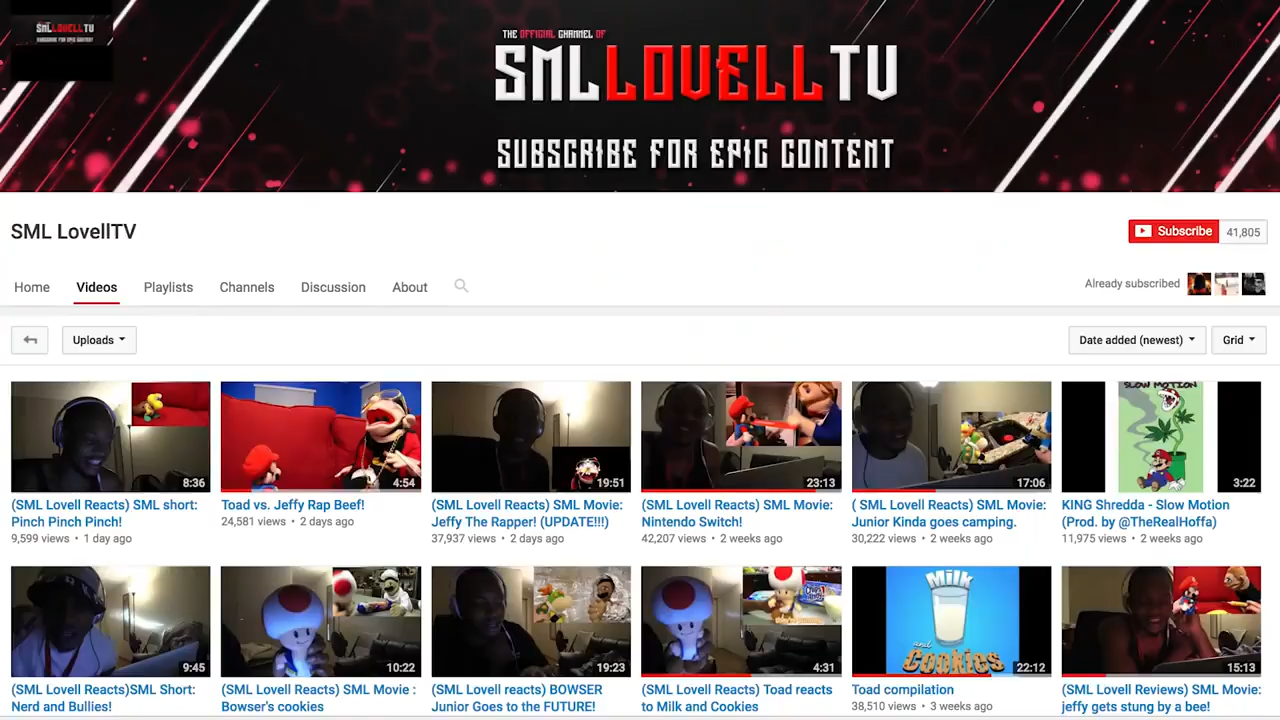 SMLLOVELLTV
SUBSCRIBE FOR EPIC CONTENT
THE OFFICIAL CHANNEL OF
SMLLOVELLTV
SUBSCRIBE FOR EPIC CONTENT
SML LovellTV
Subscribe 41,805
Home Videos Playlists Channels Discussion About
Already subscribed
Uploads Date added (newest) Grid
SLOW MOTION
8:36 4:54 19:51 23:13 17:06 3:22
(SML Lovell Reacts) SML short: Toad vs. Jeffy Rap Beef! (SML Lovell Reacts) SML Movie: (SML Lovell Reacts) SML Movie: ( SML Lovell Reacts) SML Movie: KING Shredda - Slow Motion
Pinch Pinch Pinch! 24,581 views • 2 days ago Jeffy The Rapper! (UPDATE!!!) Nintendo Switch! Junior Kinda goes camping. (Prod. by @TheRealHoffa)
9,599 views • 1 day ago 37,937 views • 2 days ago 42,207 views • 2 weeks ago 30,222 views • 2 weeks ago 11,975 views • 2 weeks ago
Milk
and
Cookies
9:45 10:22 19:23 4:31 22:12 15:13
(SML Lovell Reacts)SML Short: (SML Lovell Reacts) SML Movie : (SML Lovell reacts) BOWSER (SML Lovell Reacts) Toad reacts Toad compilation (SML Lovell Reviews) SML Movie:
Nerd and Bullies! Bowser's cookies Junior Goes to the FUTURE! to Milk and Cookies 38,510 views • 3 weeks ago jeffy gets stung by a bee!